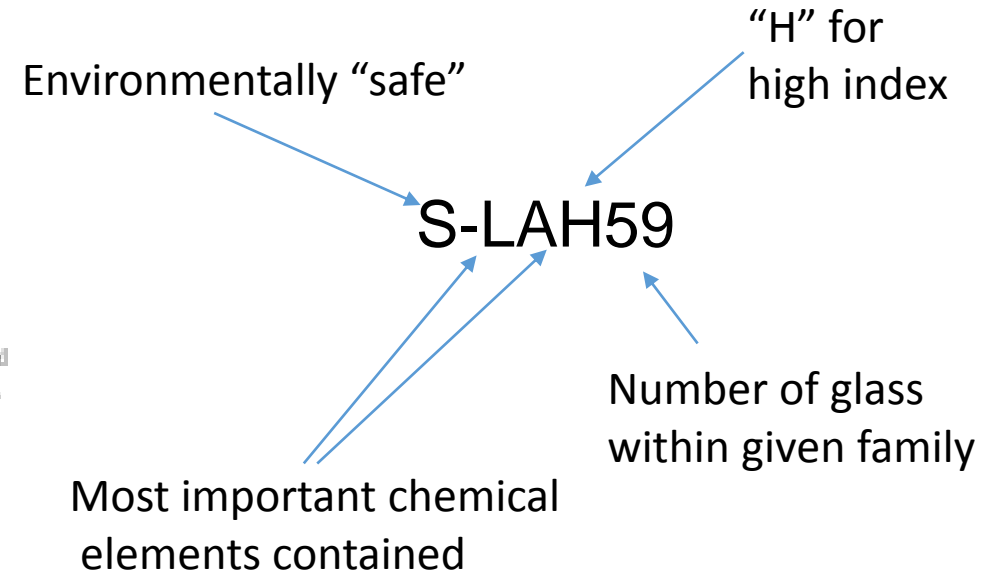 “H” for
high index
Environmentally “safe”
S-LAH59
Number of glass
within given family
Most important chemical
elements contained